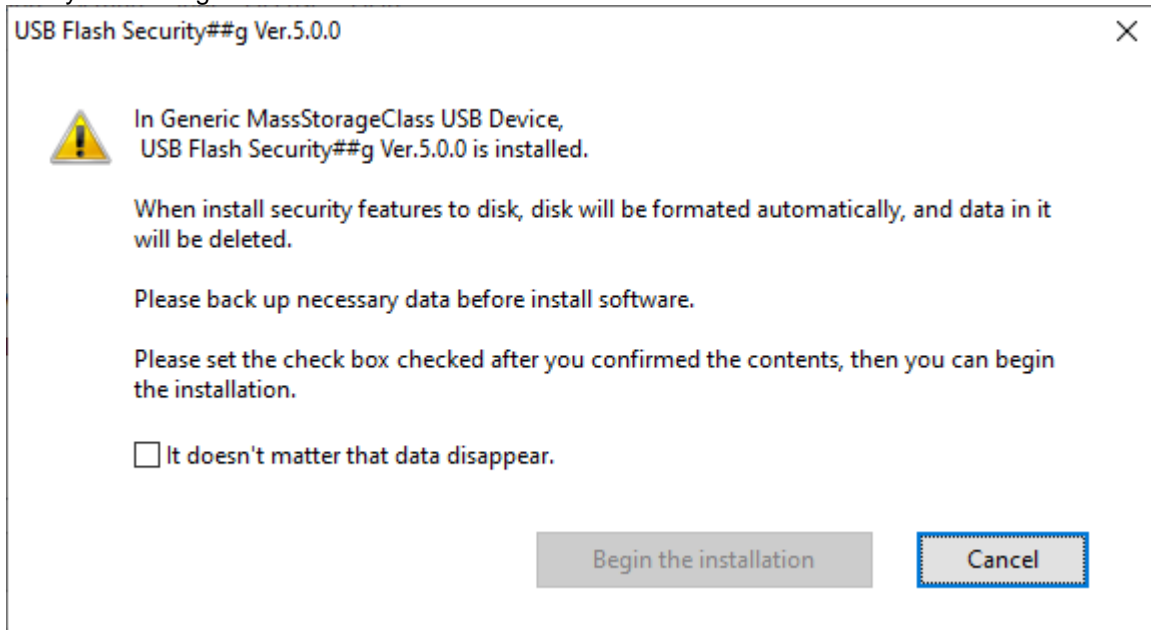 USB Flash Security##g Ver.5.0.0
In Generic MassStorageClass USB Device,
USB Flash Security##g Ver.5.0.0 is installed.
When install security features to disk, disk will be formated automatically, and data in it
will be deleted.
Please back up necessary data before install software.
Please set the check box checked after you confirmed the contents, then you can begin
the installation.
It doesn't matter that data disappear.
Begin the installation
Cancel